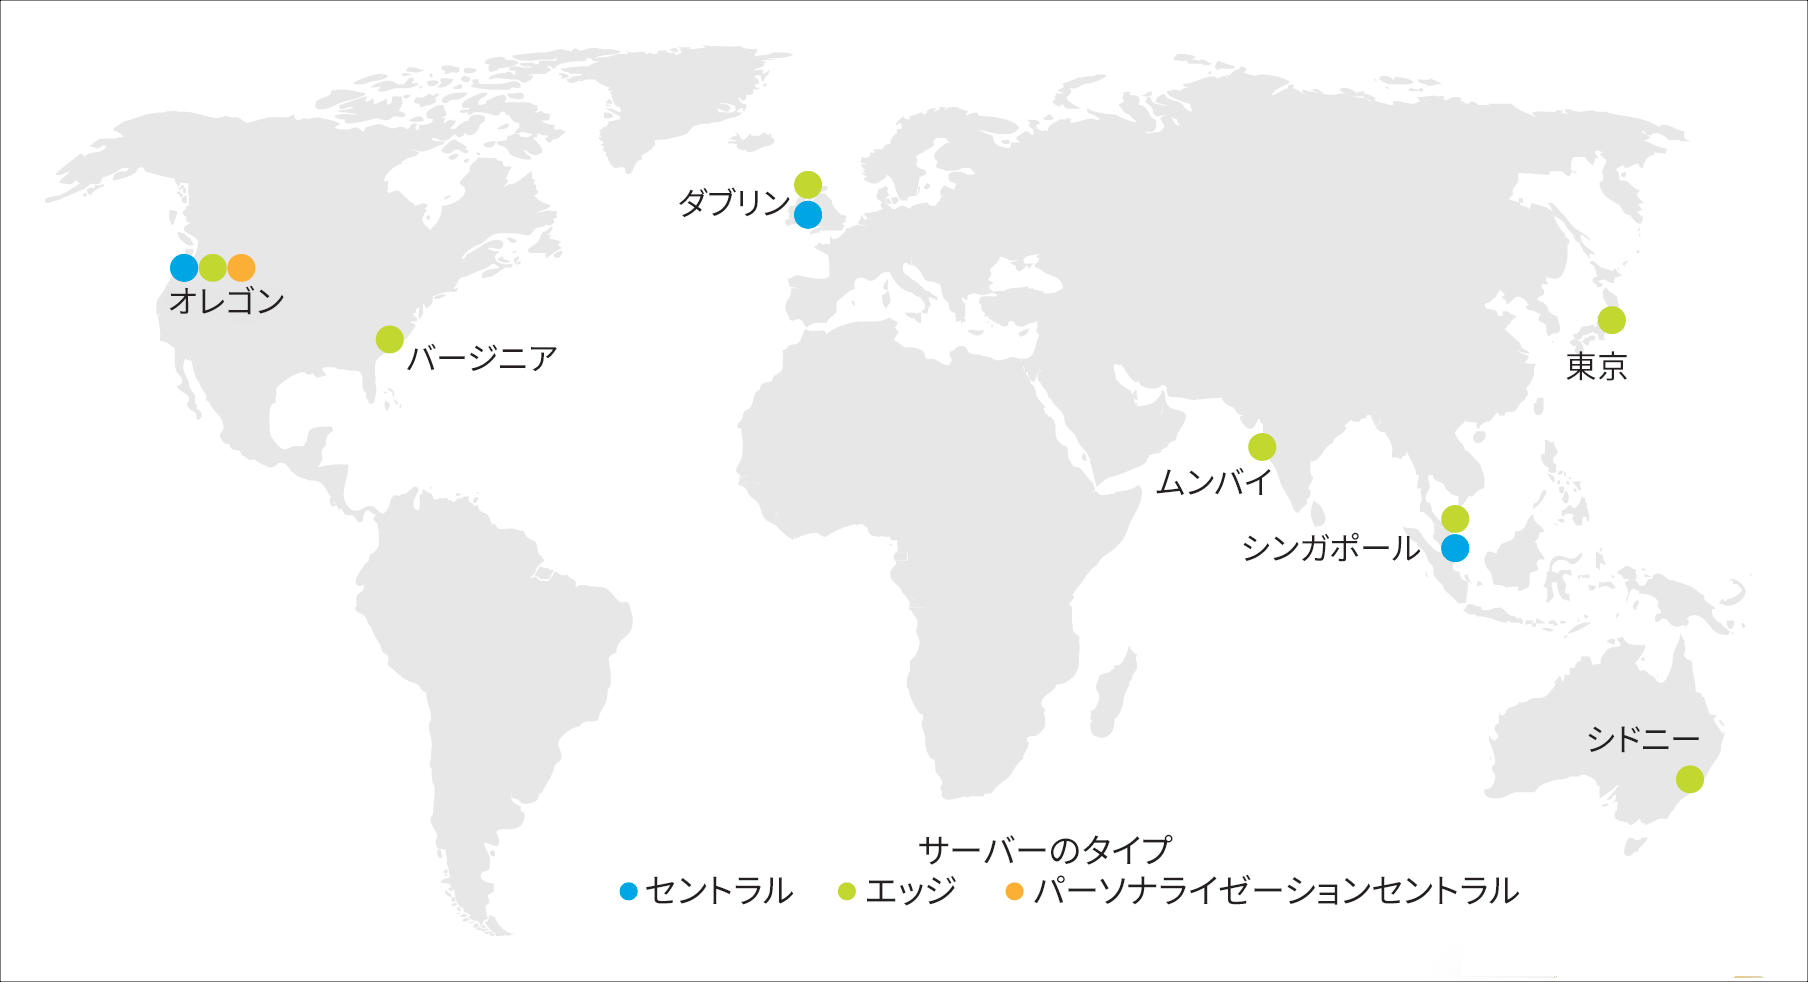 ダブリン
オレゴン
バージニア
東京
ムンバイ
シンガポール
シドニー
サーバーのタイプ
セントラル エッジ パーソナライゼーションセントラル